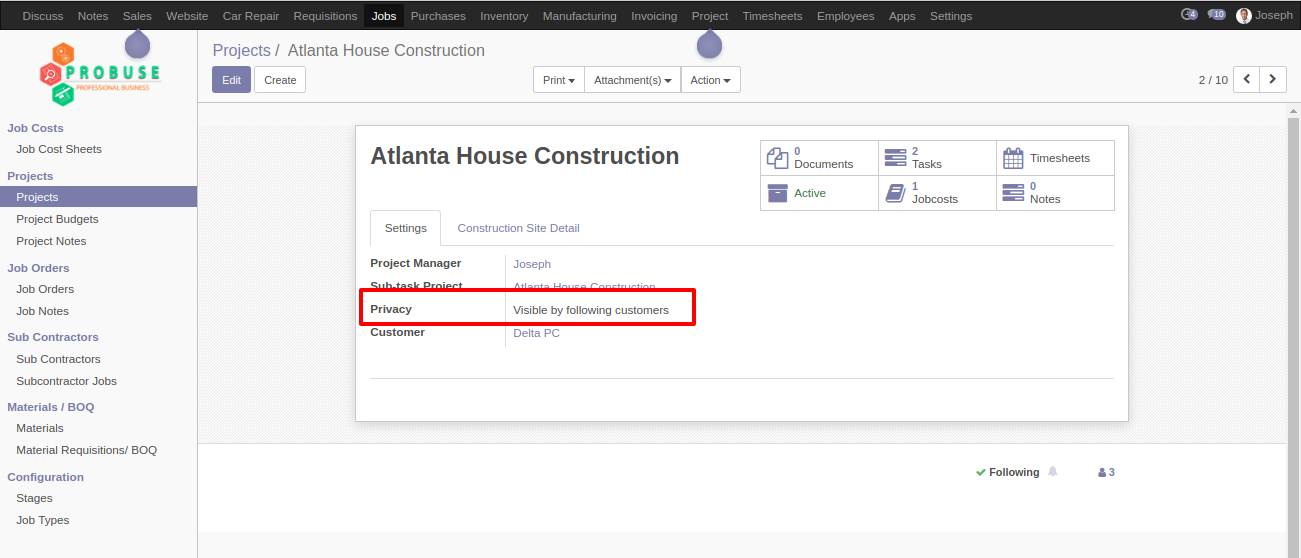 Discuss Notes Sales Website Car Repair Requisitions Jobs Purchases Inventory Manufacturing Invoicing Project Timesheets Employees Apps Settings 4 10 Joseph
PROBUSE
PROFESSIONAL BUSINESS
Projects / Atlanta House Construction
Edit Create Print Attachment(s) Action 2 / 10
Job Costs
Job Cost Sheets
Projects
Projects
Project Budgets
Project Notes
Job Orders
Job Orders
Job Notes
Sub Contractors
Sub Contractors
Subcontractor Jobs
Materials / BOQ
Materials
Material Requisitions/ BOQ
Configuration
Stages
Job Types
Atlanta House Construction
0
Documents
2
Tasks
Timesheets
Active
1
Jobcosts
0
Notes
Settings Construction Site Detail
Project Manager Joseph
Sub-task Project Atlanta House Construction
Privacy Visible by following customers
Customer Delta PC
Following 3